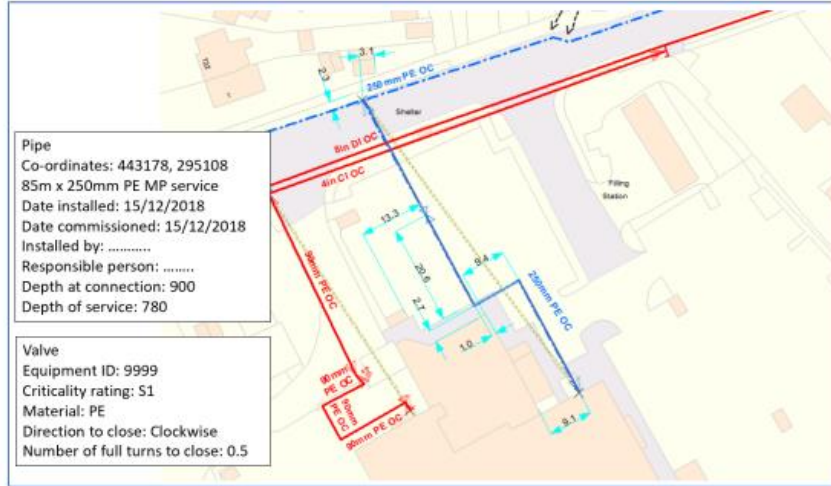 3.1
2.3
250 mm PE OC
Shelter
8in DI OC
4in CI OC
Filling
Station
Pipe
Co-ordinates: 443178, 295108
85m x 250mm PE MP service
Date installed: 15/12/2018
Date commissioned: 15/12/2018
Installed by: ...........
Responsible person: ........
Depth at connection: 900
Depth of service: 780
13.3
20.6
2.7
9.4
1.0
250mm PE OC
90mm PE OC
Valve
Equipment ID: 9999
Criticality rating: S1
Material: PE
Direction to close: Clockwise
Number of full turns to close: 0.5
90mm
PE OC
90mm
PE OC
90mm PE OC
9.1